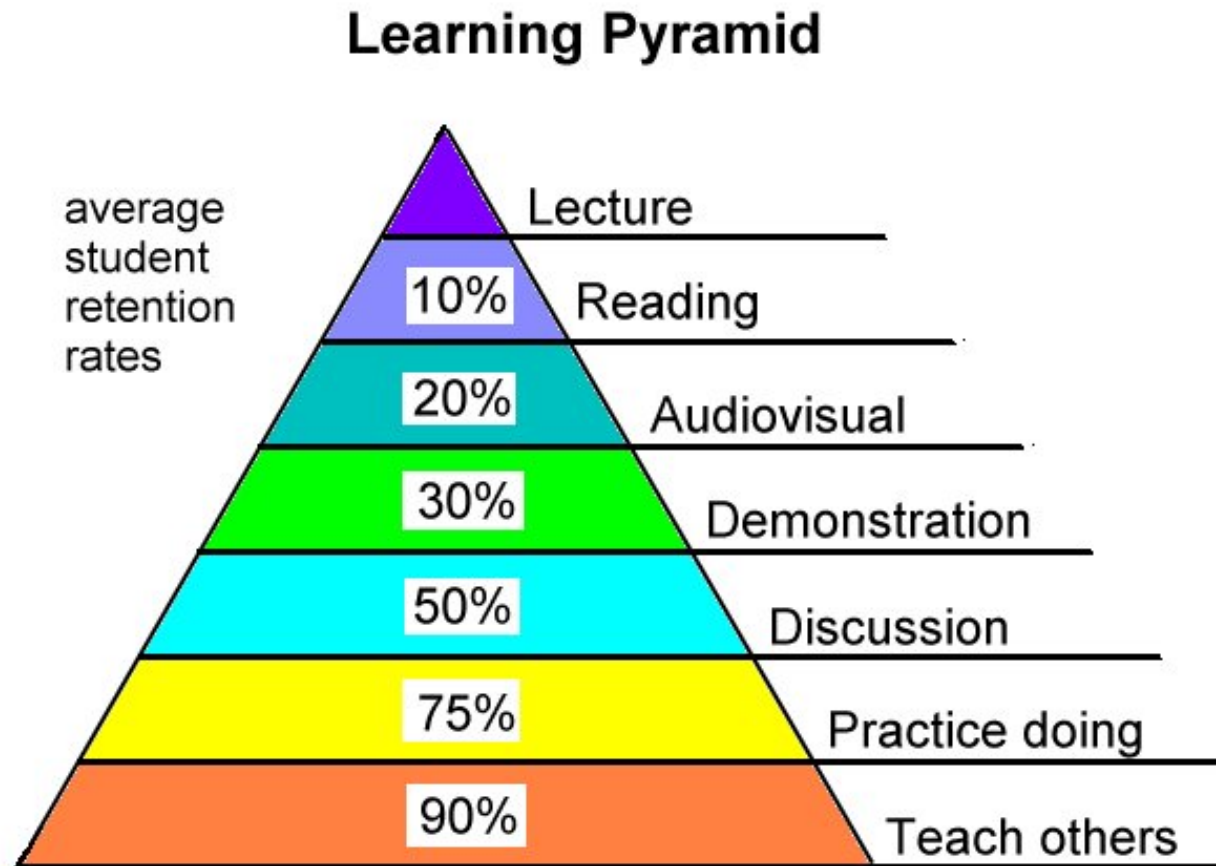 Learning Pyramid
average
student
retention
rates
Lecture
10% Reading
20% Audiovisual
30% Demonstration
50% Discussion
75% Practice doing
90% Teach others